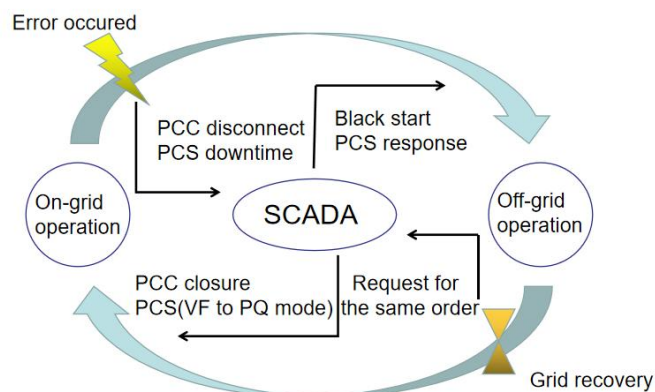 Error occured
PCC disconnect
PCS downtime
Black start
PCS response
On-grid
operation
SCADA
Off-grid
operation
PCC closure
PCS(VF to PQ mode)
Request for
the same order
Grid recovery